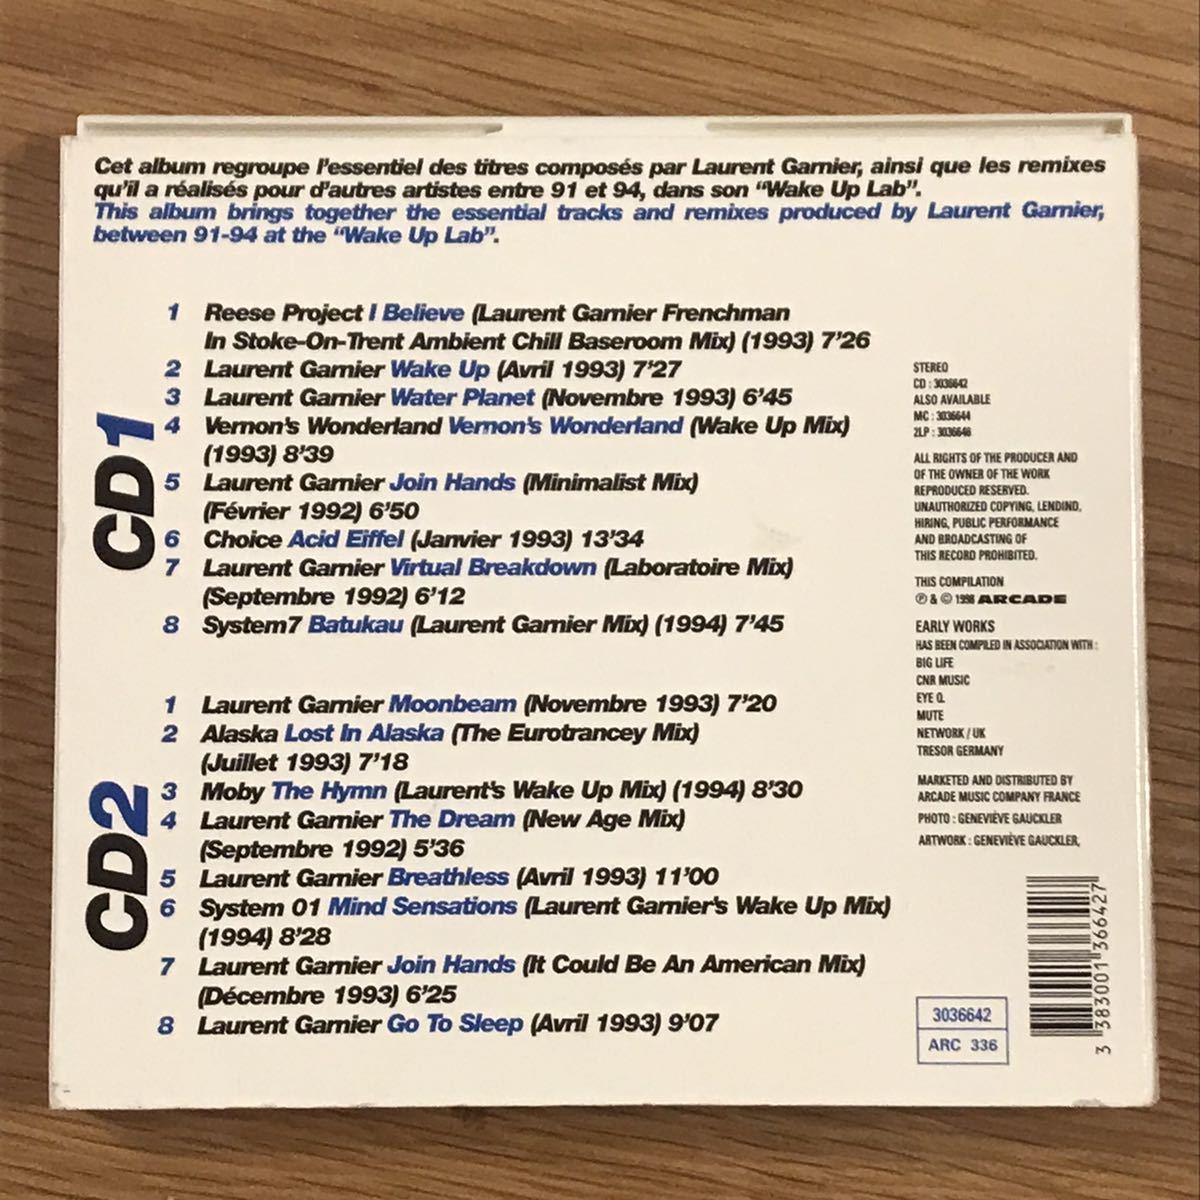 Cet album regroupe l'essentiel des titres composés par Laurent Garnier, ainsi que les remixes
qu'il a réalisés pour d'autres artistes entre 91 et 94, dans son "Wake Up Lab".
This album brings together the essential tracks and remixes produced by Laurent Garnier,
between 91-94 at the "Wake Up Lab".
CD1
1 Reese Project I Believe (Laurent Garnier Frenchman
In Stoke-On-Trent Ambient Chill Baseroom Mix) (1993) 7'26
2 Laurent Garnier Wake Up (Avril 1993) 7'27
3 Laurent Garnier Water Planet (Novembre 1993) 6'45
4 Vernon's Wonderland Vernon's Wonderland (Wake Up Mix)
(1993) 8'39
5 Laurent Garnier Join Hands (Minimalist Mix)
(Février 1992) 6'50
6 Choice Acid Eiffel (Janvier 1993) 13'34
7 Laurent Garnier Virtual Breakdown (Laboratoire Mix)
(Septembre 1992) 6'12
8 System7 Batukau (Laurent Garnier Mix) (1994) 7'45
CD2
1 Laurent Garnier Moonbeam (Novembre 1993) 7'20
2 Alaska Lost In Alaska (The Eurotrancey Mix)
(Juillet 1993) 7'18
3 Moby The Hymn (Laurent's Wake Up Mix) (1994) 8'30
4 Laurent Garnier The Dream (New Age Mix)
(Septembre 1992) 5'36
5 Laurent Garnier Breathless (Avril 1993) 11'00
6 System 01 Mind Sensations (Laurent Garnier's Wake Up Mix)
(1994) 8'28
7 Laurent Garnier Join Hands (It Could Be An American Mix)
(Décembre 1993) 6'25
8 Laurent Garnier Go To Sleep (Avril 1993) 9'07
STEREO
CD : 3036642
ALSO AVAILABLE
MC : 3036644
2LP : 3036646
ALL RIGHTS OF THE PRODUCER AND
OF THE OWNER OF THE WORK
REPRODUCED RESERVED.
UNAUTHORIZED COPYING, LENDIND,
HIRING, PUBLIC PERFORMANCE
AND BROADCASTING OF
THIS RECORD PROHIBITED.
THIS COMPILATION
℗ & © 1998 ARCADE
EARLY WORKS
HAS BEEN COMPILED IN ASSOCIATION WITH :
BIG LIFE
CNR MUSIC
EYE Q.
MUTE
NETWORK / UK
TRESOR GERMANY
MARKETED AND DISTRIBUTED BY
ARCADE MUSIC COMPANY FRANCE
PHOTO : GENEVIÈVE GAUCKLER
ARTWORK : GENEVIÈVE GAUCKLER,
3036642
ARC 336
3 383001 366427